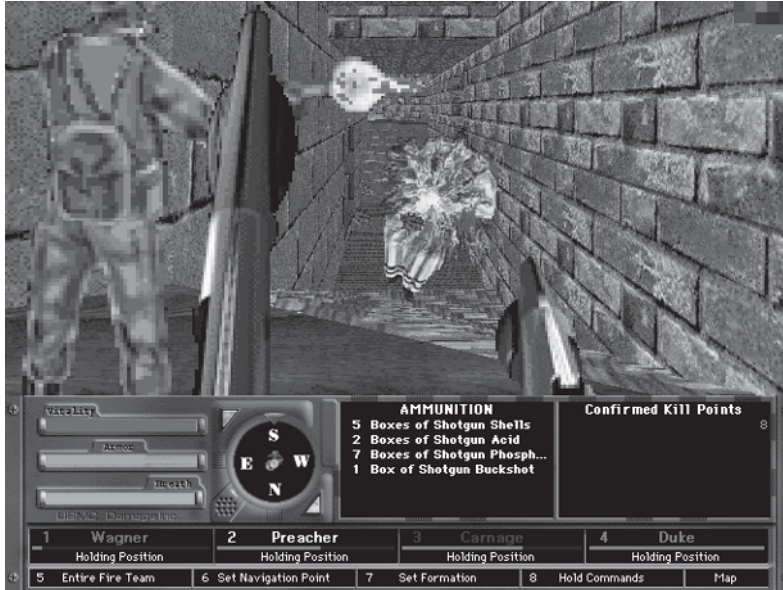 Vitality
Armor
Breath
USMC: Damage Inc.
S
E W
N
AMMUNITION
5 Boxes of Shotgun Shells
2 Boxes of Shotgun Acid
7 Boxes of Shotgun Phosph...
1 Box of Shotgun Buckshot
Confirmed Kill Points
8
1 Wagner
Holding Position
2 Preacher
Holding Position
3 Carnage
Holding Position
4 Duke
Holding Position
5 Entire Fire Team
6 Set Navigation Point
7 Set Formation
8 Hold Commands
Map